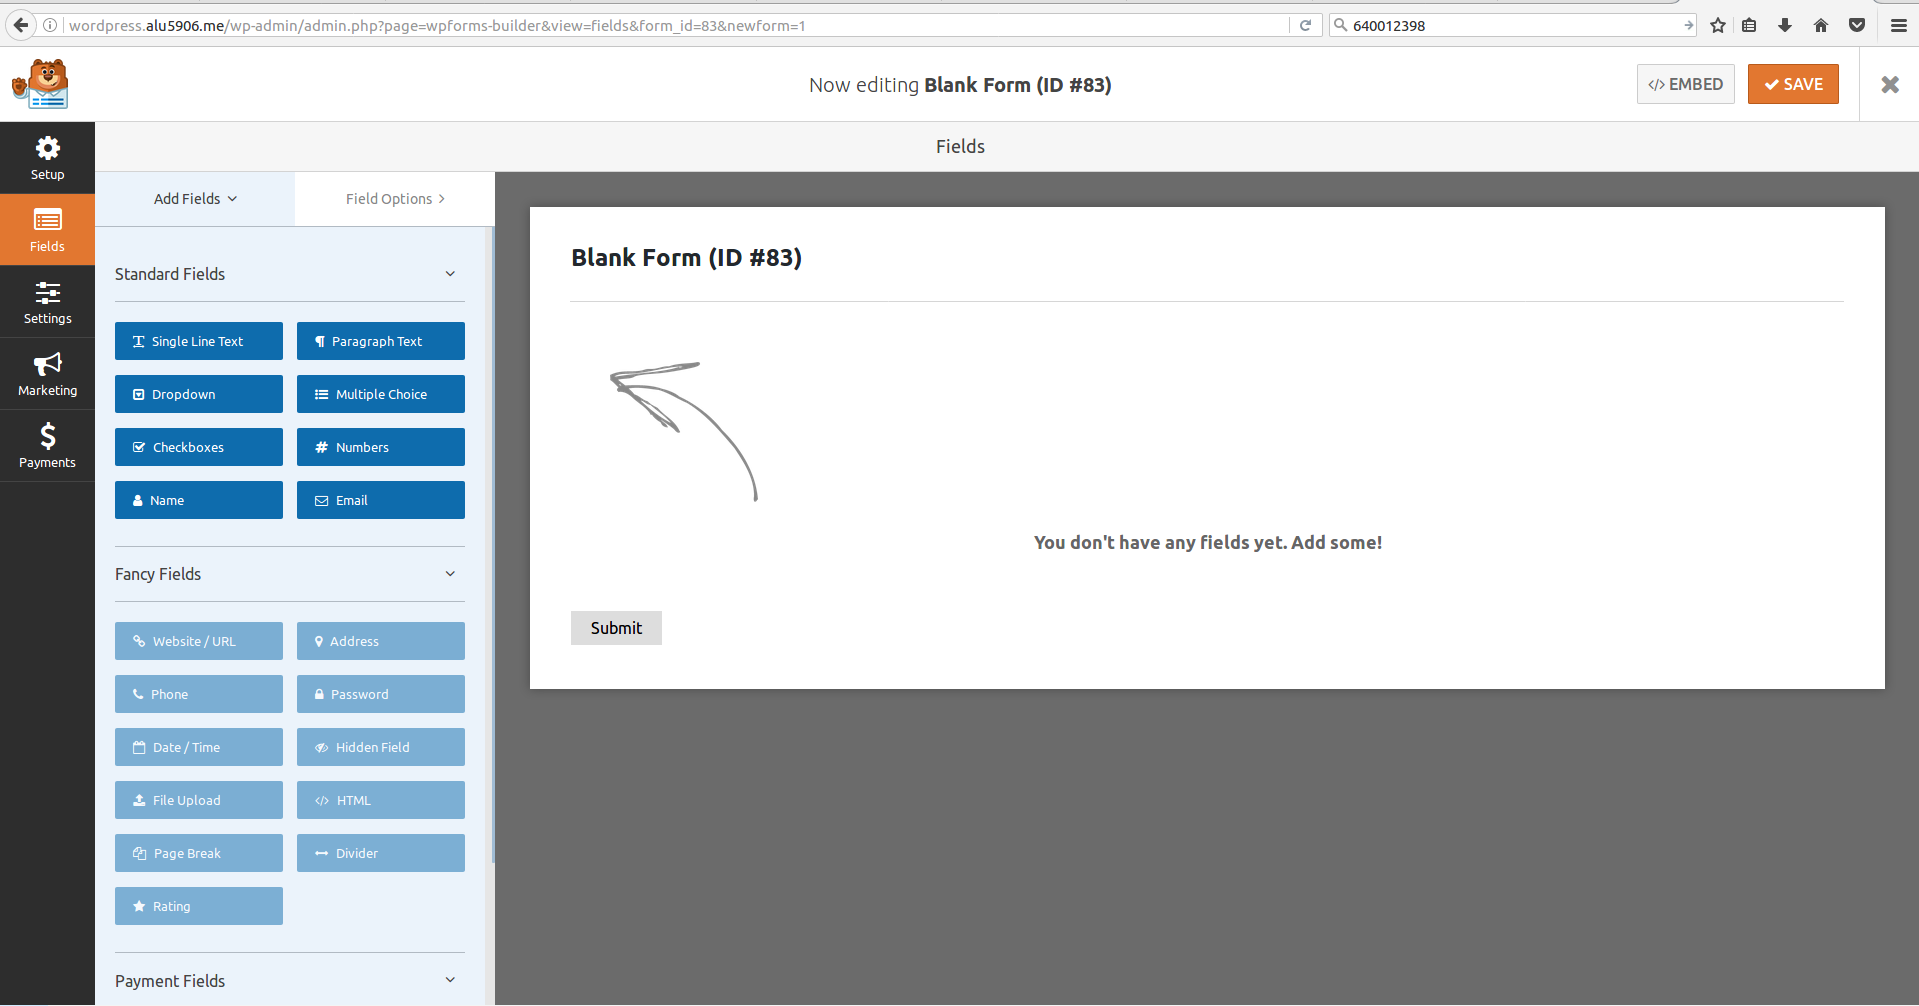 wordpress.alu5906.me/wp-admin/admin.php?page=wpforms-builder&view=fields&form_id=83&newform=1
640012398
Now editing Blank Form (ID #83)
</> EMBED
SAVE
Setup
Fields
Settings
Marketing
Payments
Fields
Add Fields
Field Options
Standard Fields
Single Line Text
Paragraph Text
Dropdown
Multiple Choice
Checkboxes
# Numbers
Name
Email
Fancy Fields
Website / URL
Address
Phone
Password
Date / Time
Hidden Field
File Upload
</> HTML
Page Break
Divider
Rating
Payment Fields
Blank Form (ID #83)
You don't have any fields yet. Add some!
Submit